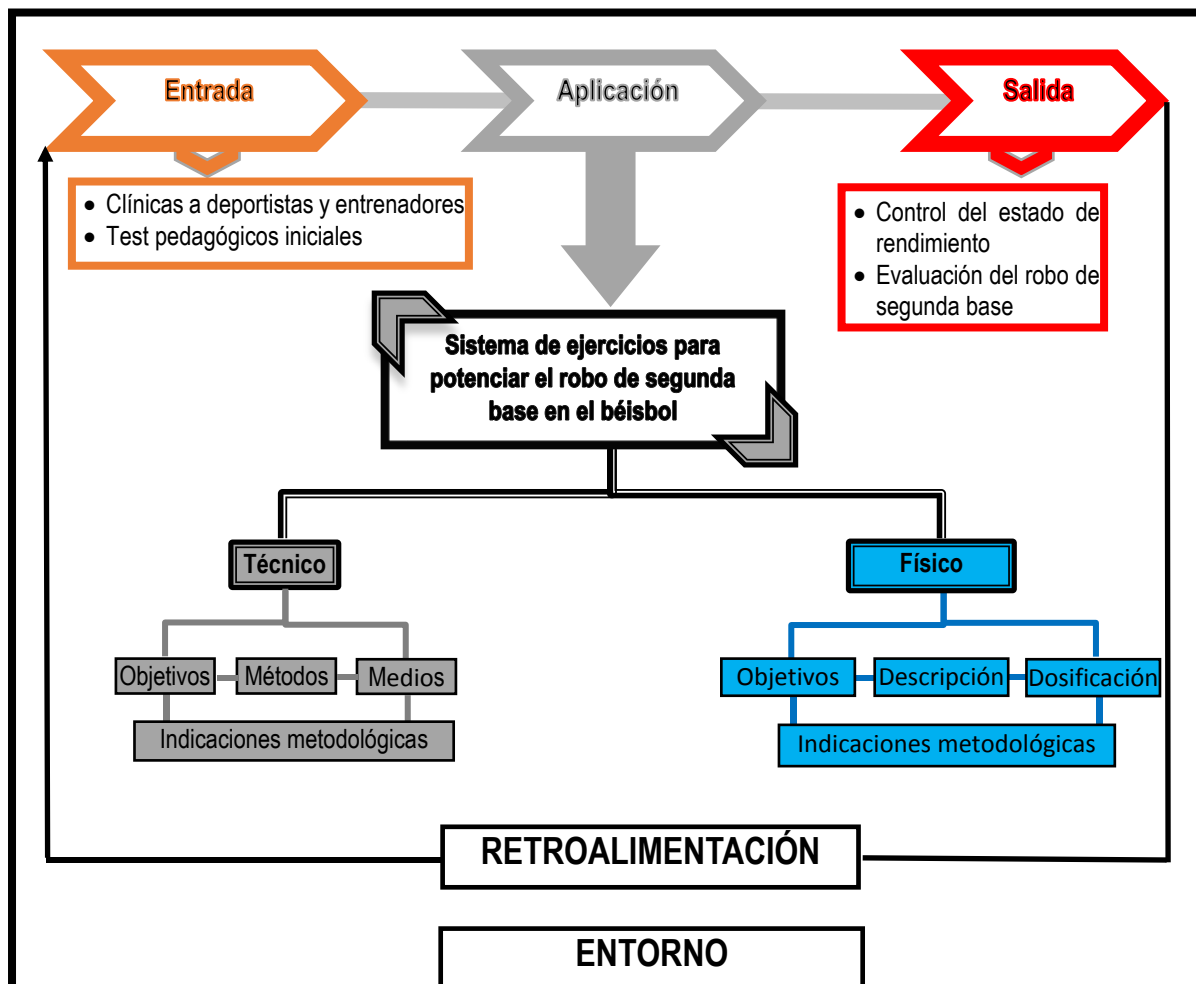 Entrada
Aplicación
Salida
• Clínicas a deportistas y entrenadores
• Test pedagógicos iniciales
• Control del estado de
rendimiento
• Evaluación del robo de
segunda base
Sistema de ejercicios para
potenciar el robo de segunda
base en el béisbol
Técnico
Físico
Objetivos
Métodos
Medios
Indicaciones metodológicas
Objetivos
Descripción
Dosificación
Indicaciones metodológicas
RETROALIMENTACIÓN
ENTORNO